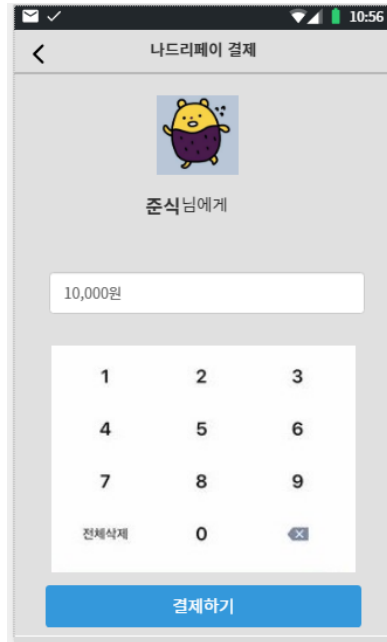 10:56
나드리페이 결제
준식님에게
10,000원
1 2 3
4 5 6
7 8 9
전체삭제 0
결제하기